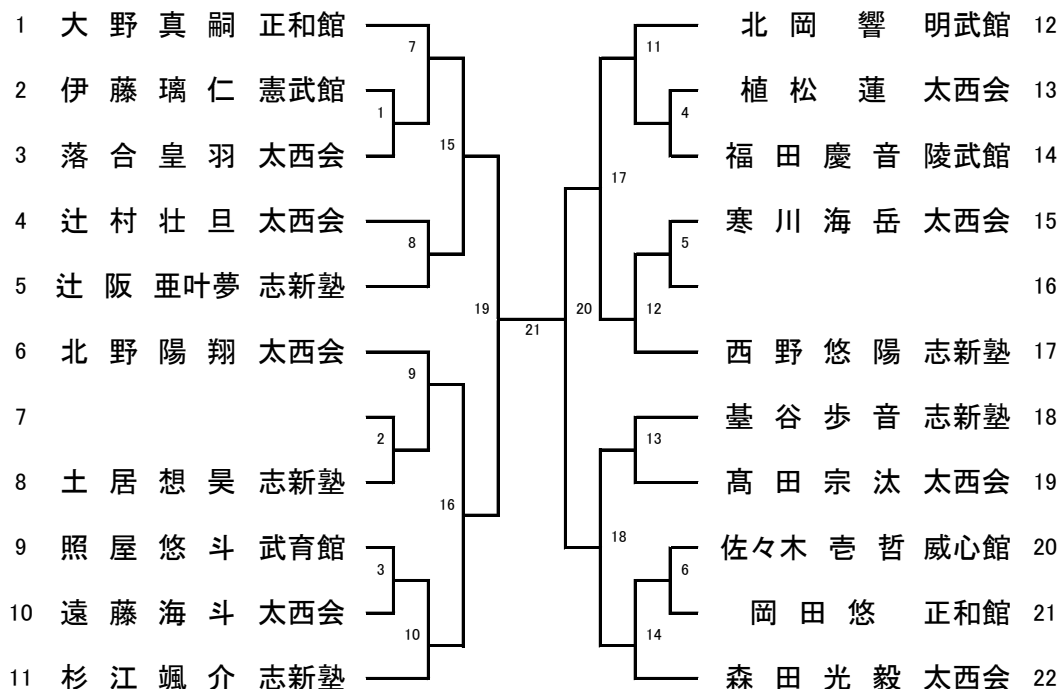 1 大野真嗣 正和館
2 伊藤璃仁 憲武館
3 落合皇羽 太西会
4 辻村壮旦 太西会
5 辻阪亜叶夢 志新塾
6 北野陽翔 太西会
7
8 土居想昊 志新塾
9 照屋悠斗 武育館
10 遠藤海斗 太西会
11 杉江颯介 志新塾
7
1
15
8
19
9
2
16
3
10
21
北岡響 明武館 12
植松蓮 太西会 13
福田慶音 陵武館 14
寒川海岳 太西会 15
16
西野悠陽 志新塾 17
基谷歩音 志新塾 18
髙田宗汰 太西会 19
佐々木壱哲 威心館 20
岡田悠 正和館 21
森田光毅 太西会 22
11
4
17
5
12
20
13
18
6
14